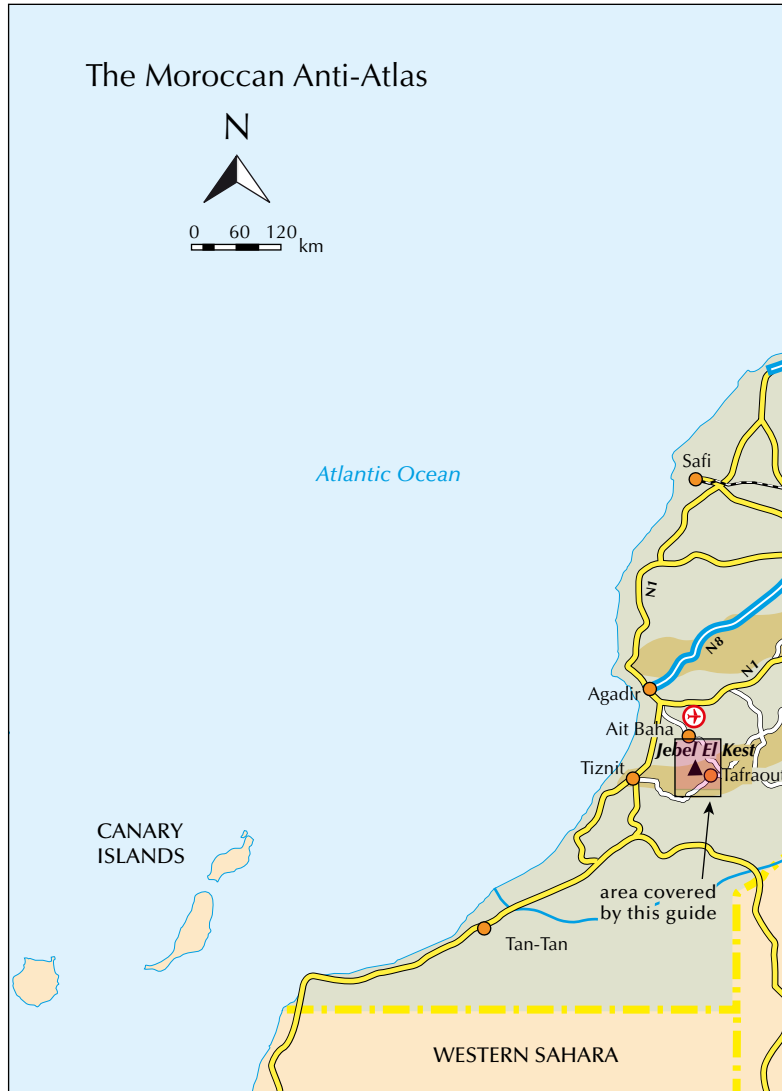 The Moroccan Anti-Atlas
N
0 60 120
km
Atlantic Ocean
Safi
N1
N8
N1
Agadir
Ait Baha
Jebel El Kest
Tiznit
Tafraout
CANARY
ISLANDS
area covered
by this guide
Tan-Tan
WESTERN SAHARA